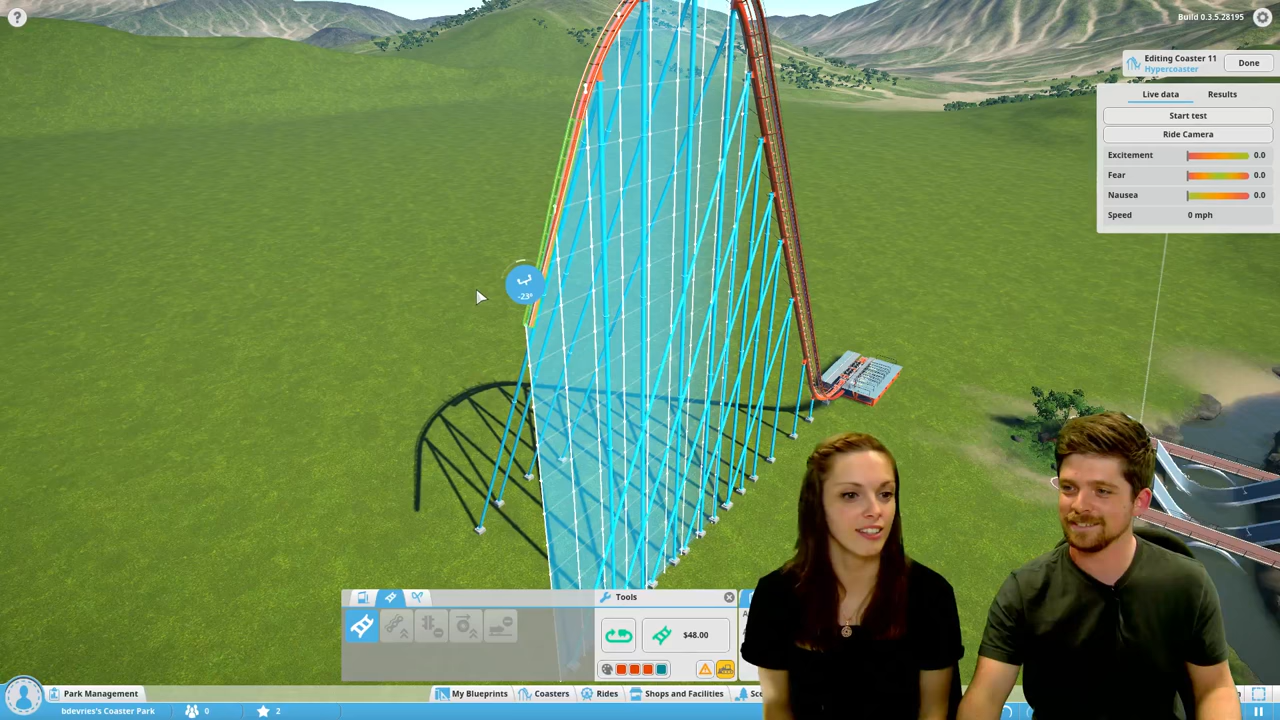 ?
Build 0.3.5.28195
Editing Coaster 11
Hypercoaster
Done
Live data
Results
Start test
Ride Camera
Excitement 0.0
Fear 0.0
Nausea 0.0
Speed 0 mph
-23°
Tools
$48.00
Park Management
My Blueprints
Coasters
Rides
Shops and Facilities
Sce
bdevries's Coaster Park
0
2